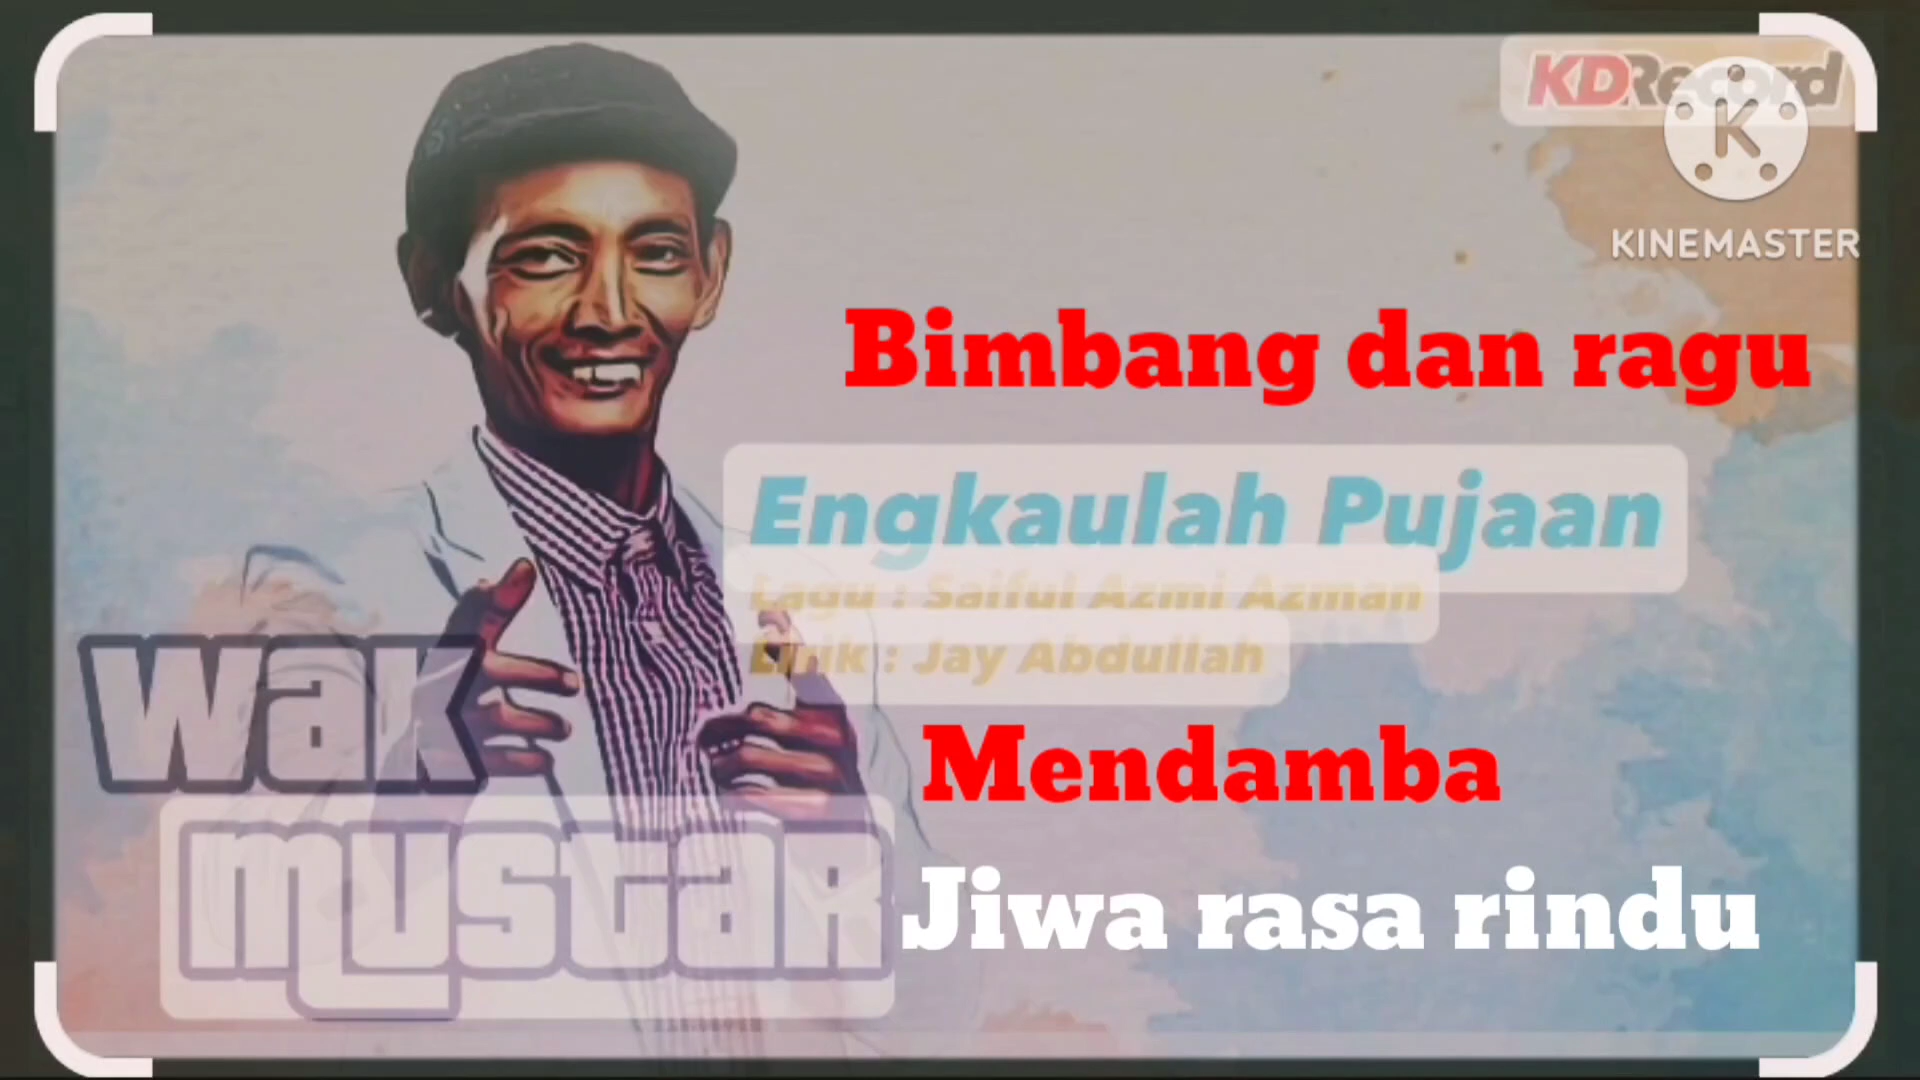 KDRecord
KINEMASTER
Bimbang dan ragu
Engkaulah Pujaan
Lagu : Saiful Azmi Azman
Lirik : Jay Abdullah
Wak
Mustar
Mendamba
Jiwa rasa rindu